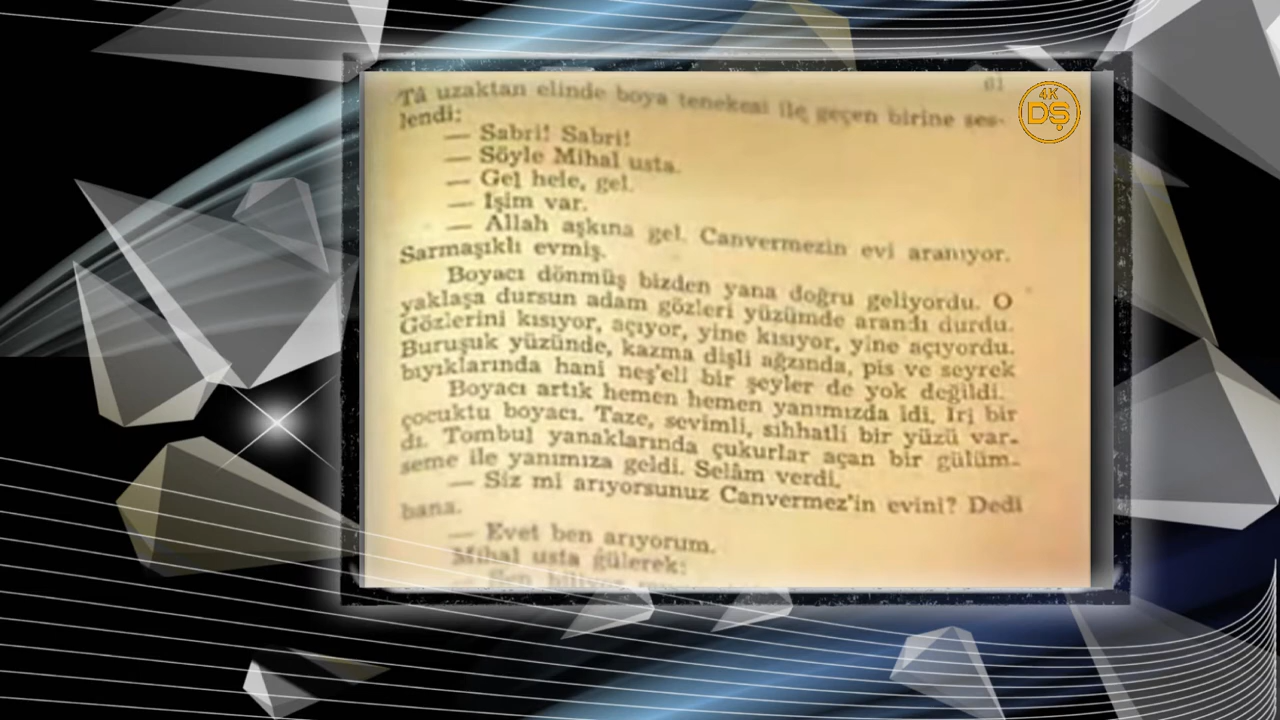 61
Tâ uzaktan elinde boya tenekesi ile geçen birine ses-
lendi:
— Sabri! Sabri!
— Söyle Mihal usta.
— Gel hele, gel.
— Işim var.
— Allah aşkına gel. Canvermezin evi aranıyor.
Sarmaşıklı evmiş.
Boyacı dönmüş bizden yana doğru geliyordu. O
yaklaşa dursun adam gözleri yüzümde arandı durdu.
Gözlerini kısıyor, açıyor, yine kısıyor, yine açıyordu.
Buruşuk yüzünde, kazma dişli ağzında, pis ve seyrek
bıyıklarında hani neş'eli bir şeyler de yok değildi.
Boyacı artık hemen hemen yanımızda idi. Iri bir
çocuktu boyacı. Taze, sevimli, sıhhatli bir yüzü var-
dı. Tombul yanaklarında çukurlar açan bir gülüm-
seme ile yanımıza geldi. Selâm verdi.
— Siz mi arıyorsunuz Canvermez'in evini? Dedi
bana.
— Evet ben arıyorum.
Mihal usta gülerek:
— Sen
4K
DŞ